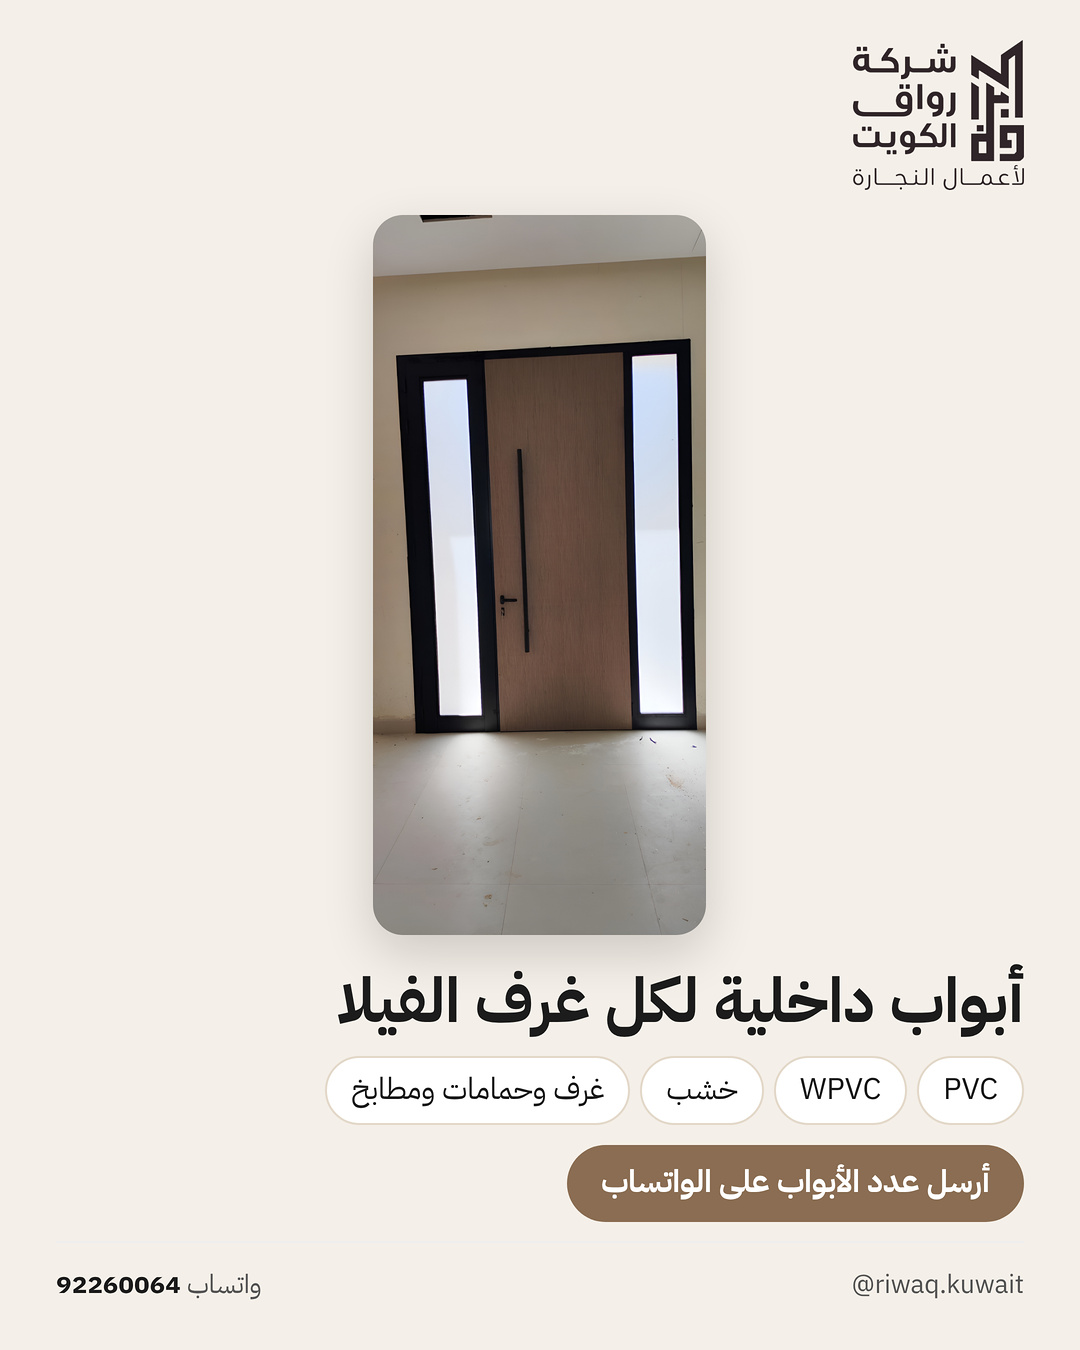 شركة
رواق
الكويت
لأعمال النجارة
أبواب داخلية لكل غرف الفيلا
PVC WPVC خشب غرف وحمامات ومطابخ
أرسل عدد الأبواب على الواتساب
@riwaq.kuwait واتساب 92260064